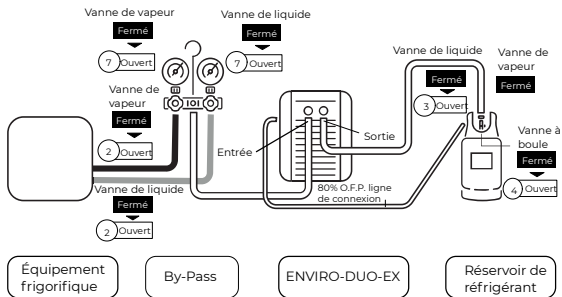 Vanne de vapeur
Fermé
7 Ouvert
Vanne de liquide
Fermé
7 Ouvert
Vanne de
vapeur
Fermé
2 Ouvert
Vanne de liquide
Fermé
2 Ouvert
Entrée
Sortie
80% O.F.P. ligne
de connexion
Vanne de liquide
Fermé
3 Ouvert
Vanne de
vapeur
Fermé
Vanne à
boule
Fermé
4 Ouvert
Équipement
frigorifique
By-Pass
ENVIRO-DUO-EX
Réservoir de
réfrigérant